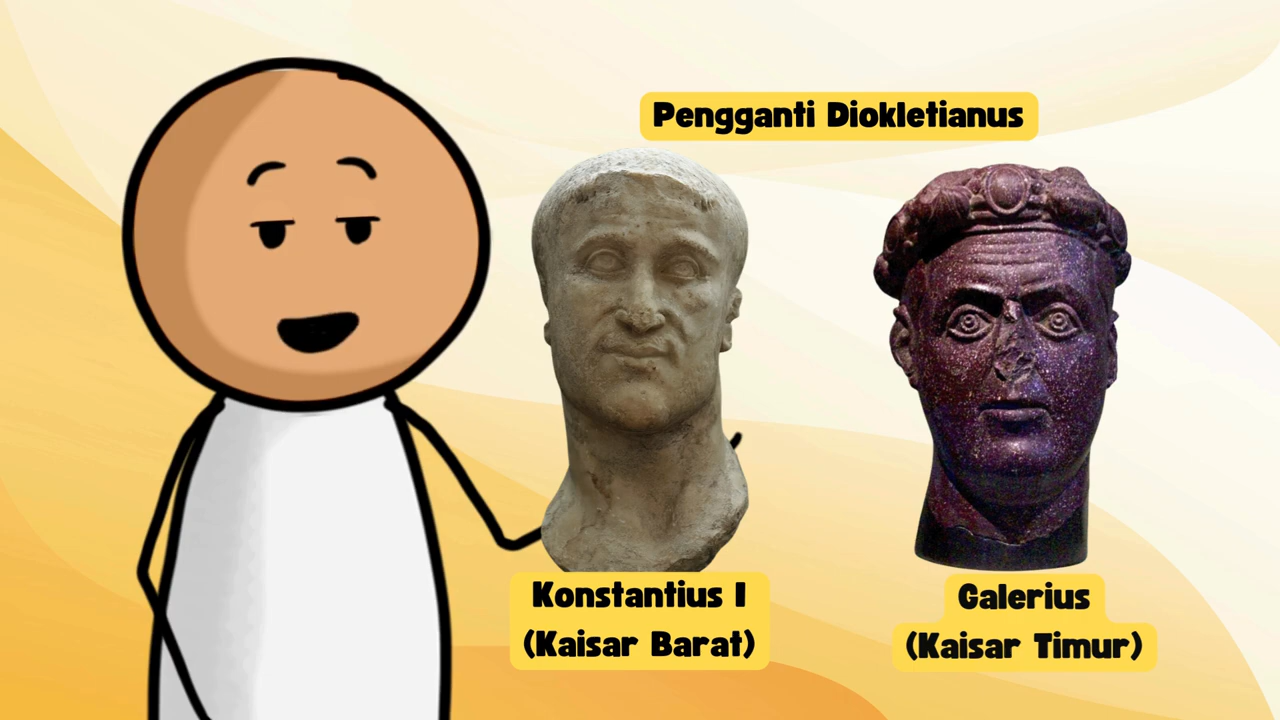 Pengganti Diokletianus
Konstantius I
(Kaisar Barat)
Galerius
(Kaisar Timur)